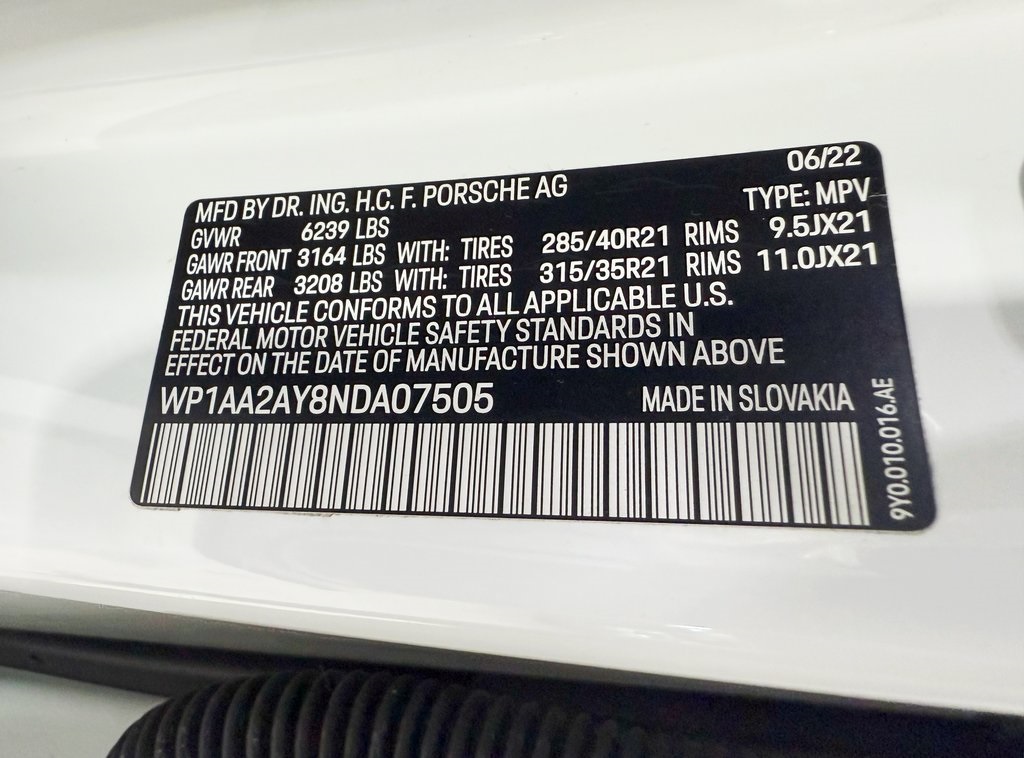 06/22
MFD BY DR. ING. H.C. F. PORSCHE AG TYPE: MPV
GVWR 6239 LBS
GAWR FRONT 3164 LBS WITH: TIRES 285/40R21 RIMS 9.5JX21
GAWR REAR 3208 LBS WITH: TIRES 315/35R21 RIMS 11.0JX21
THIS VEHICLE CONFORMS TO ALL APPLICABLE U.S.
FEDERAL MOTOR VEHICLE SAFETY STANDARDS IN
EFFECT ON THE DATE OF MANUFACTURE SHOWN ABOVE
WP1AA2AY8NDA07505 MADE IN SLOVAKIA
9Y0.010.016.AE